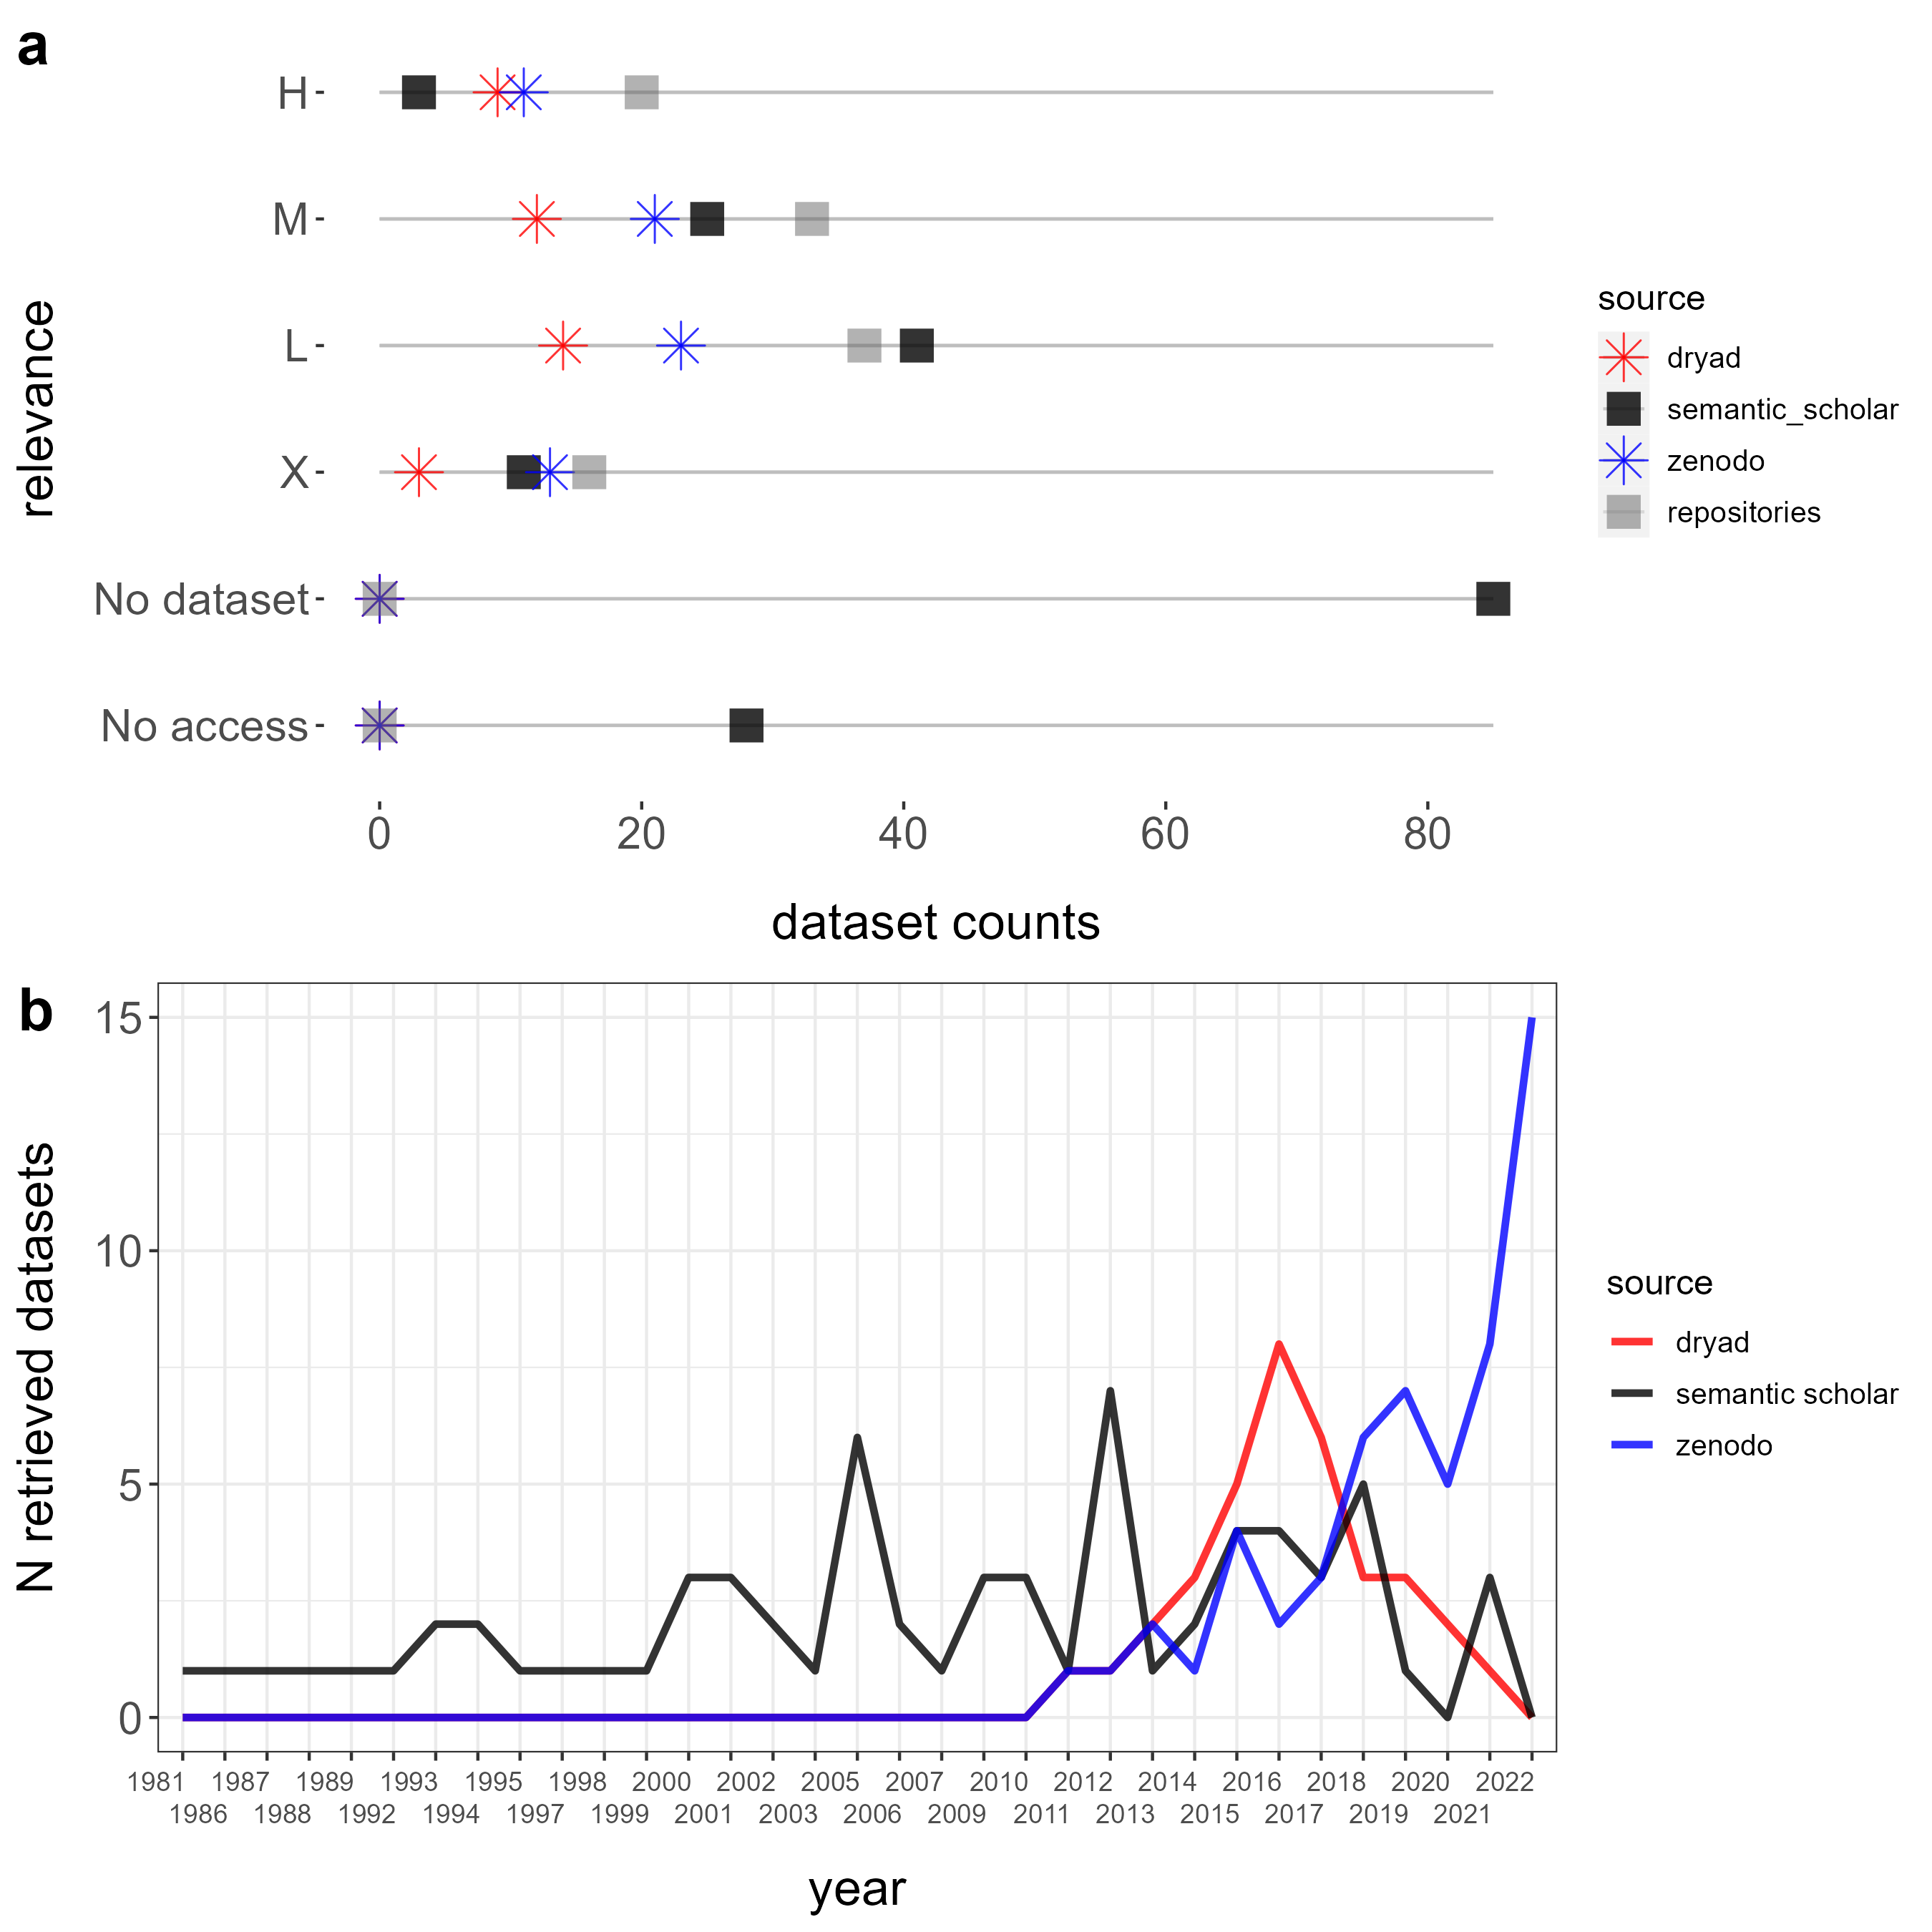 a
relevance
H
M
L
X
No dataset
No access
0 20 40 60 80
dataset counts
source
dryad
semantic_scholar
zenodo
repositories
b
N retrieved datasets
15
10
5
0
1981 1987 1989 1993 1995 1998 2000 2002 2005 2007 2010 2012 2014 2016 2018 2020 2022
1986 1988 1992 1994 1997 1999 2001 2003 2006 2009 2011 2013 2015 2017 2019 2021
year
source
dryad
semantic scholar
zenodo